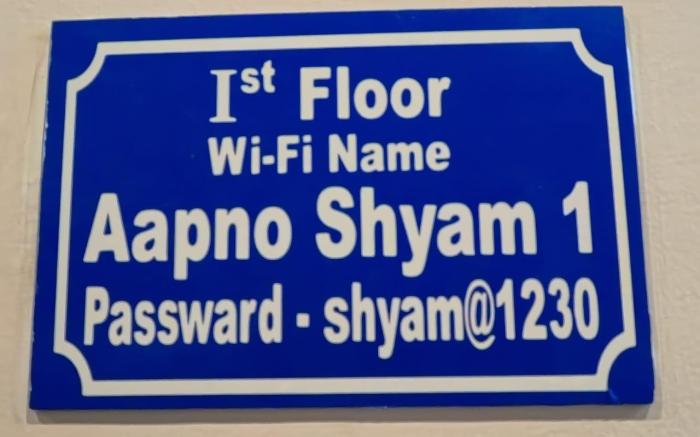 Ist Floor
Wi-Fi Name
Aapno Shyam 1
Passward - shyam@1230